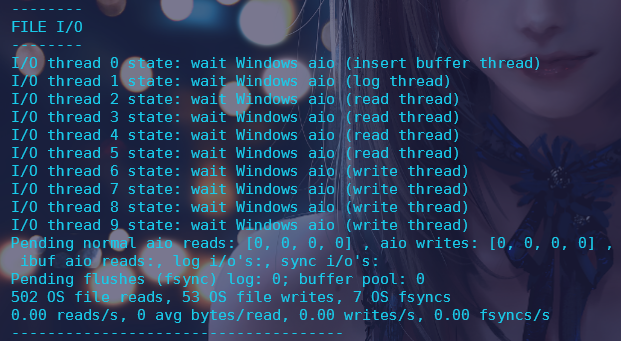 --------
FILE I/O
--------
I/O thread 0 state: wait Windows aio (insert buffer thread)
I/O thread 1 state: wait Windows aio (log thread)
I/O thread 2 state: wait Windows aio (read thread)
I/O thread 3 state: wait Windows aio (read thread)
I/O thread 4 state: wait Windows aio (read thread)
I/O thread 5 state: wait Windows aio (read thread)
I/O thread 6 state: wait Windows aio (write thread)
I/O thread 7 state: wait Windows aio (write thread)
I/O thread 8 state: wait Windows aio (write thread)
I/O thread 9 state: wait Windows aio (write thread)
Pending normal aio reads: [0, 0, 0, 0] , aio writes: [0, 0, 0, 0] ,
 ibuf aio reads:, log i/o's:, sync i/o's:
Pending flushes (fsync) log: 0; buffer pool: 0
502 OS file reads, 53 OS file writes, 7 OS fsyncs
0.00 reads/s, 0 avg bytes/read, 0.00 writes/s, 0.00 fsyncs/s
-------------------------------------